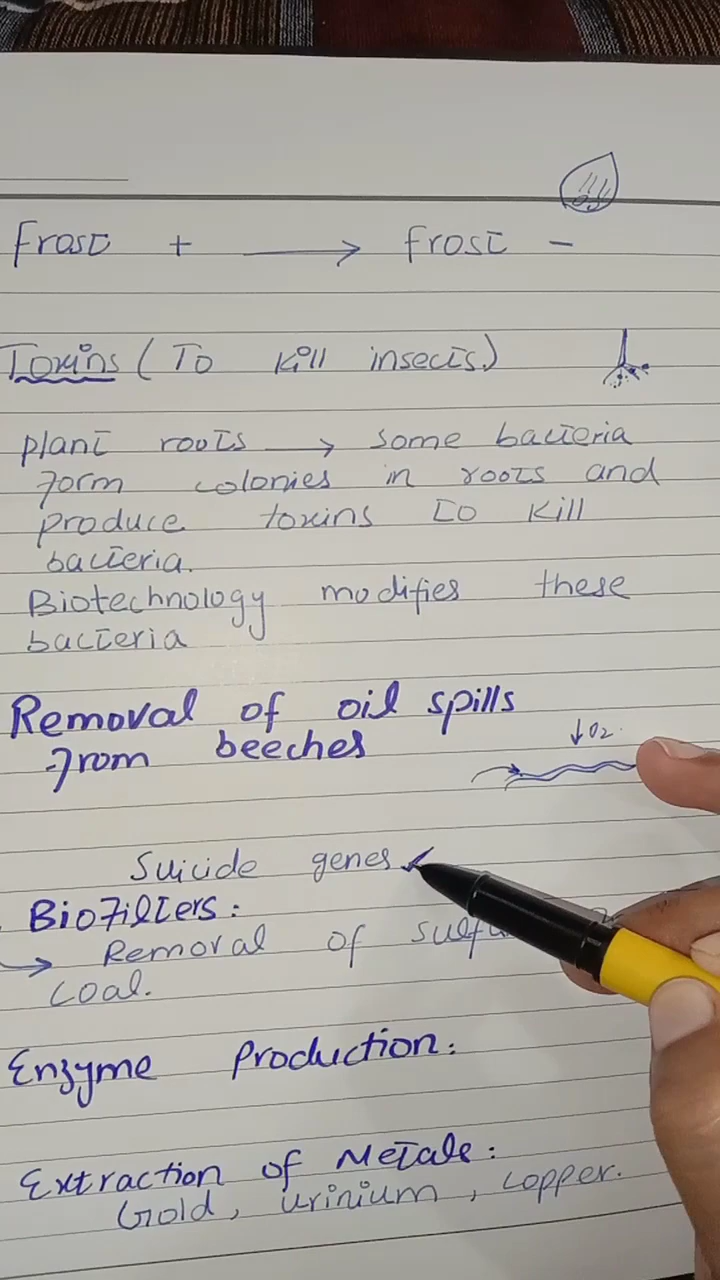 Frost + → frost -
Toxins (To kill insects)
plant roots → some bacteria
form colonies in roots and
produce toxins to kill
bacteria.
Biotechnology modifies these
bacteria
Removal of oil spills
from beeches
↓O2
Suicide genes
BioFilters:
→ Removal of
coal.
Enzyme Production:
Extraction of Metals:
Gold, urinium, copper.